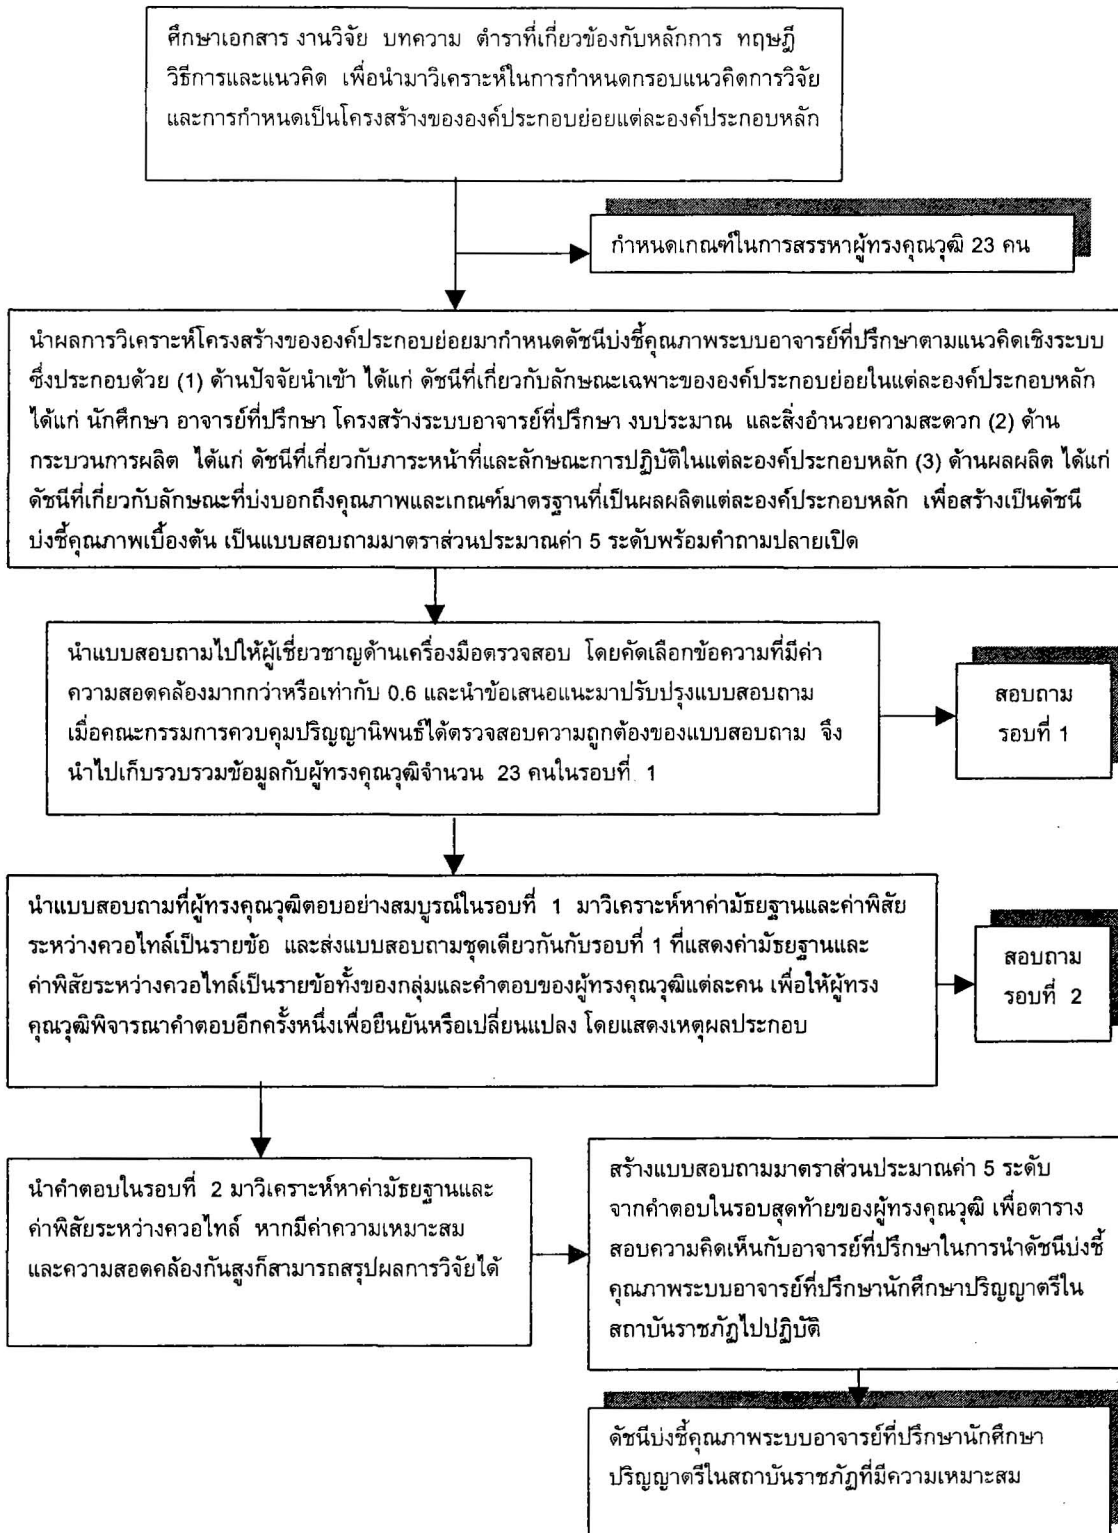 ศึกษาเอกสาร งานวิจัย บทความ ตำราที่เกี่ยวข้องกับหลักการ ทฤษฎี
วิธีการและแนวคิด เพื่อนำมาวิเคราะห์ในการกำหนดกรอบแนวคิดการวิจัย
และการกำหนดเป็นโครงสร้างขององค์ประกอบย่อยแต่ละองค์ประกอบหลัก
กำหนดเกณฑ์ในการสรรหาผู้ทรงคุณวุฒิ 23 คน
นำผลการวิเคราะห์โครงสร้างขององค์ประกอบย่อยมากำหนดดัชนีบ่งชี้คุณภาพระบบอาจารย์ที่ปรึกษาตามแนวคิดเชิงระบบ
ซึ่งประกอบด้วย (1) ด้านปัจจัยนำเข้า ได้แก่ ดัชนีที่เกี่ยวกับลักษณะเฉพาะขององค์ประกอบย่อยในแต่ละองค์ประกอบหลัก
ได้แก่ นักศึกษา อาจารย์ที่ปรึกษา โครงสร้างระบบอาจารย์ที่ปรึกษา งบประมาณ และสิ่งอำนวยความสะดวก (2) ด้าน
กระบวนการผลิต ได้แก่ ดัชนีที่เกี่ยวกับภาระหน้าที่และลักษณะการปฏิบัติในแต่ละองค์ประกอบหลัก (3) ด้านผลผลิต ได้แก่
ดัชนีที่เกี่ยวกับลักษณะที่บ่งบอกถึงคุณภาพและเกณฑ์มาตรฐานที่เป็นผลผลิตแต่ละองค์ประกอบหลัก เพื่อสร้างเป็นดัชนี
บ่งชี้คุณภาพเบื้องต้น เป็นแบบสอบถามมาตราส่วนประมาณค่า 5 ระดับพร้อมคำถามปลายเปิด
นำแบบสอบถามไปให้ผู้เชี่ยวชาญด้านเครื่องมือตรวจสอบ โดยคัดเลือกข้อความที่มีค่า
ความสอดคล้องมากกว่าหรือเท่ากับ 0.6 และนำข้อเสนอแนะมาปรับปรุงแบบสอบถาม
เมื่อคณะกรรมการควบคุมปริญญานิพนธ์ได้ตรวจสอบความถูกต้องของแบบสอบถาม จึง
นำไปเก็บรวบรวมข้อมูลกับผู้ทรงคุณวุฒิจำนวน 23 คนในรอบที่ 1
สอบถาม
รอบที่ 1
นำแบบสอบถามที่ผู้ทรงคุณวุฒิตอบอย่างสมบูรณ์ในรอบที่ 1 มาวิเคราะห์หาค่ามัธยฐานและค่าพิสัย
ระหว่างควอไทล์เป็นรายข้อ และส่งแบบสอบถามชุดเดียวกันกับรอบที่ 1 ที่แสดงค่ามัธยฐานและ
ค่าพิสัยระหว่างควอไทล์เป็นรายข้อทั้งของกลุ่มและคำตอบของผู้ทรงคุณวุฒิแต่ละคน เพื่อให้ผู้ทรง
คุณวุฒิพิจารณาคำตอบอีกครั้งหนึ่งเพื่อยืนยันหรือเปลี่ยนแปลง โดยแสดงเหตุผลประกอบ
สอบถาม
รอบที่ 2
นำคำตอบในรอบที่ 2 มาวิเคราะห์หาค่ามัธยฐานและ
ค่าพิสัยระหว่างควอไทล์ หากมีค่าความเหมาะสม
และความสอดคล้องกันสูงก็สามารถสรุปผลการวิจัยได้
สร้างแบบสอบถามมาตราส่วนประมาณค่า 5 ระดับ
จากคำตอบในรอบสุดท้ายของผู้ทรงคุณวุฒิ เพื่อตาราง
สอบความคิดเห็นกับอาจารย์ที่ปรึกษาในการนำดัชนีบ่งชี้
คุณภาพระบบอาจารย์ที่ปรึกษานักศึกษาปริญญาตรีใน
สถาบันราชภัฏไปปฏิบัติ
ดัชนีบ่งชี้คุณภาพระบบอาจารย์ที่ปรึกษานักศึกษา
ปริญญาตรีในสถาบันราชภัฏที่มีความเหมาะสม